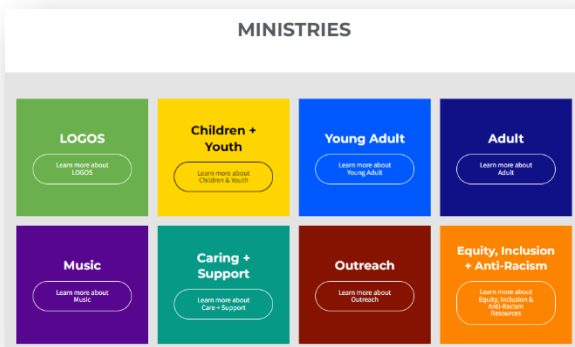 MINISTRIES
LOGOS
Learn more about
LOGOS
Children +
Youth
Learn more about
Children & Youth
Young Adult
Learn more about
Young Adult
Adult
Learn more about
Adult
Music
Learn more about
Music
Caring +
Support
Learn more about
Care + Support
Outreach
Learn more about
Outreach
Equity, Inclusion
+ Anti-Racism
Learn more about
Equity, Inclusion &
Anti-Racism
Resources